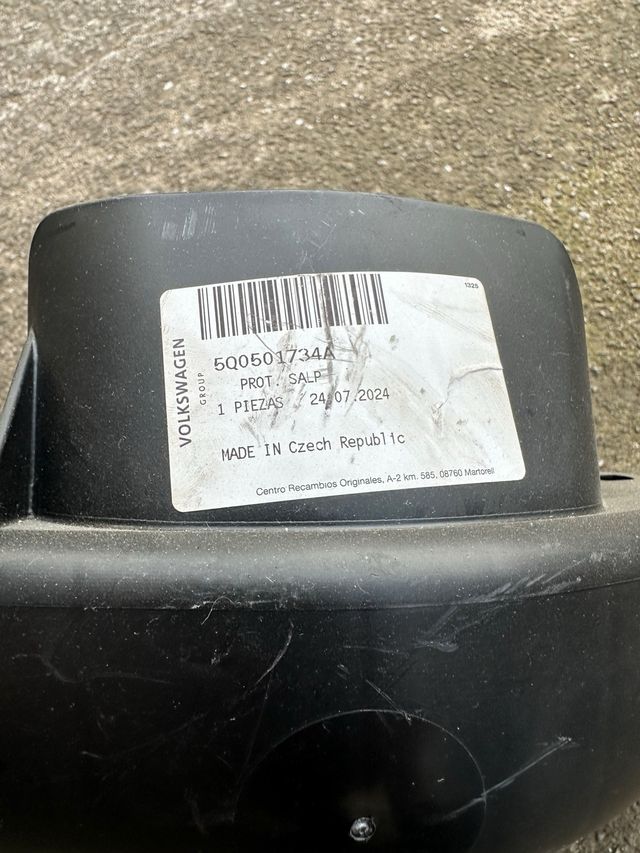 1325
VOLKSWAGEN
GROUP
5Q0501734A
PROT. SALP
1 PIEZAS 24.07.2024
MADE IN Czech Republic
Centro Recambios Originales, A-2 km. 585, 08760 Martorell